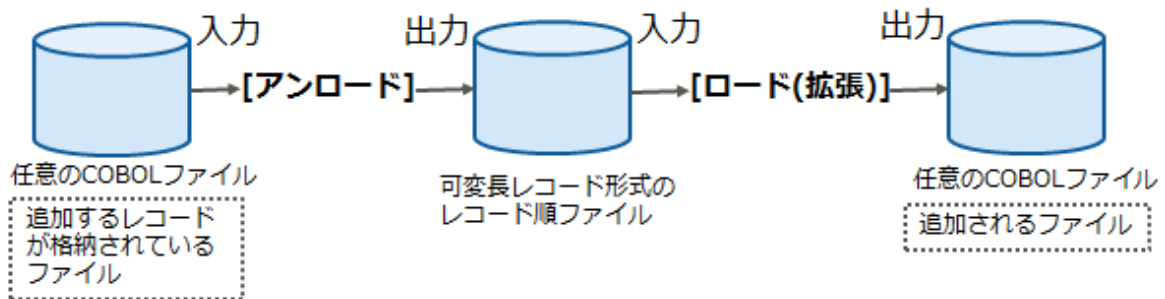 入力
出力
入力
出力
[アンロード]
[ロード(拡張)]
任意のCOBOLファイル
追加するレコード
が格納されている
ファイル
可変長レコード形式の
レコード順ファイル
任意のCOBOLファイル
追加されるファイル